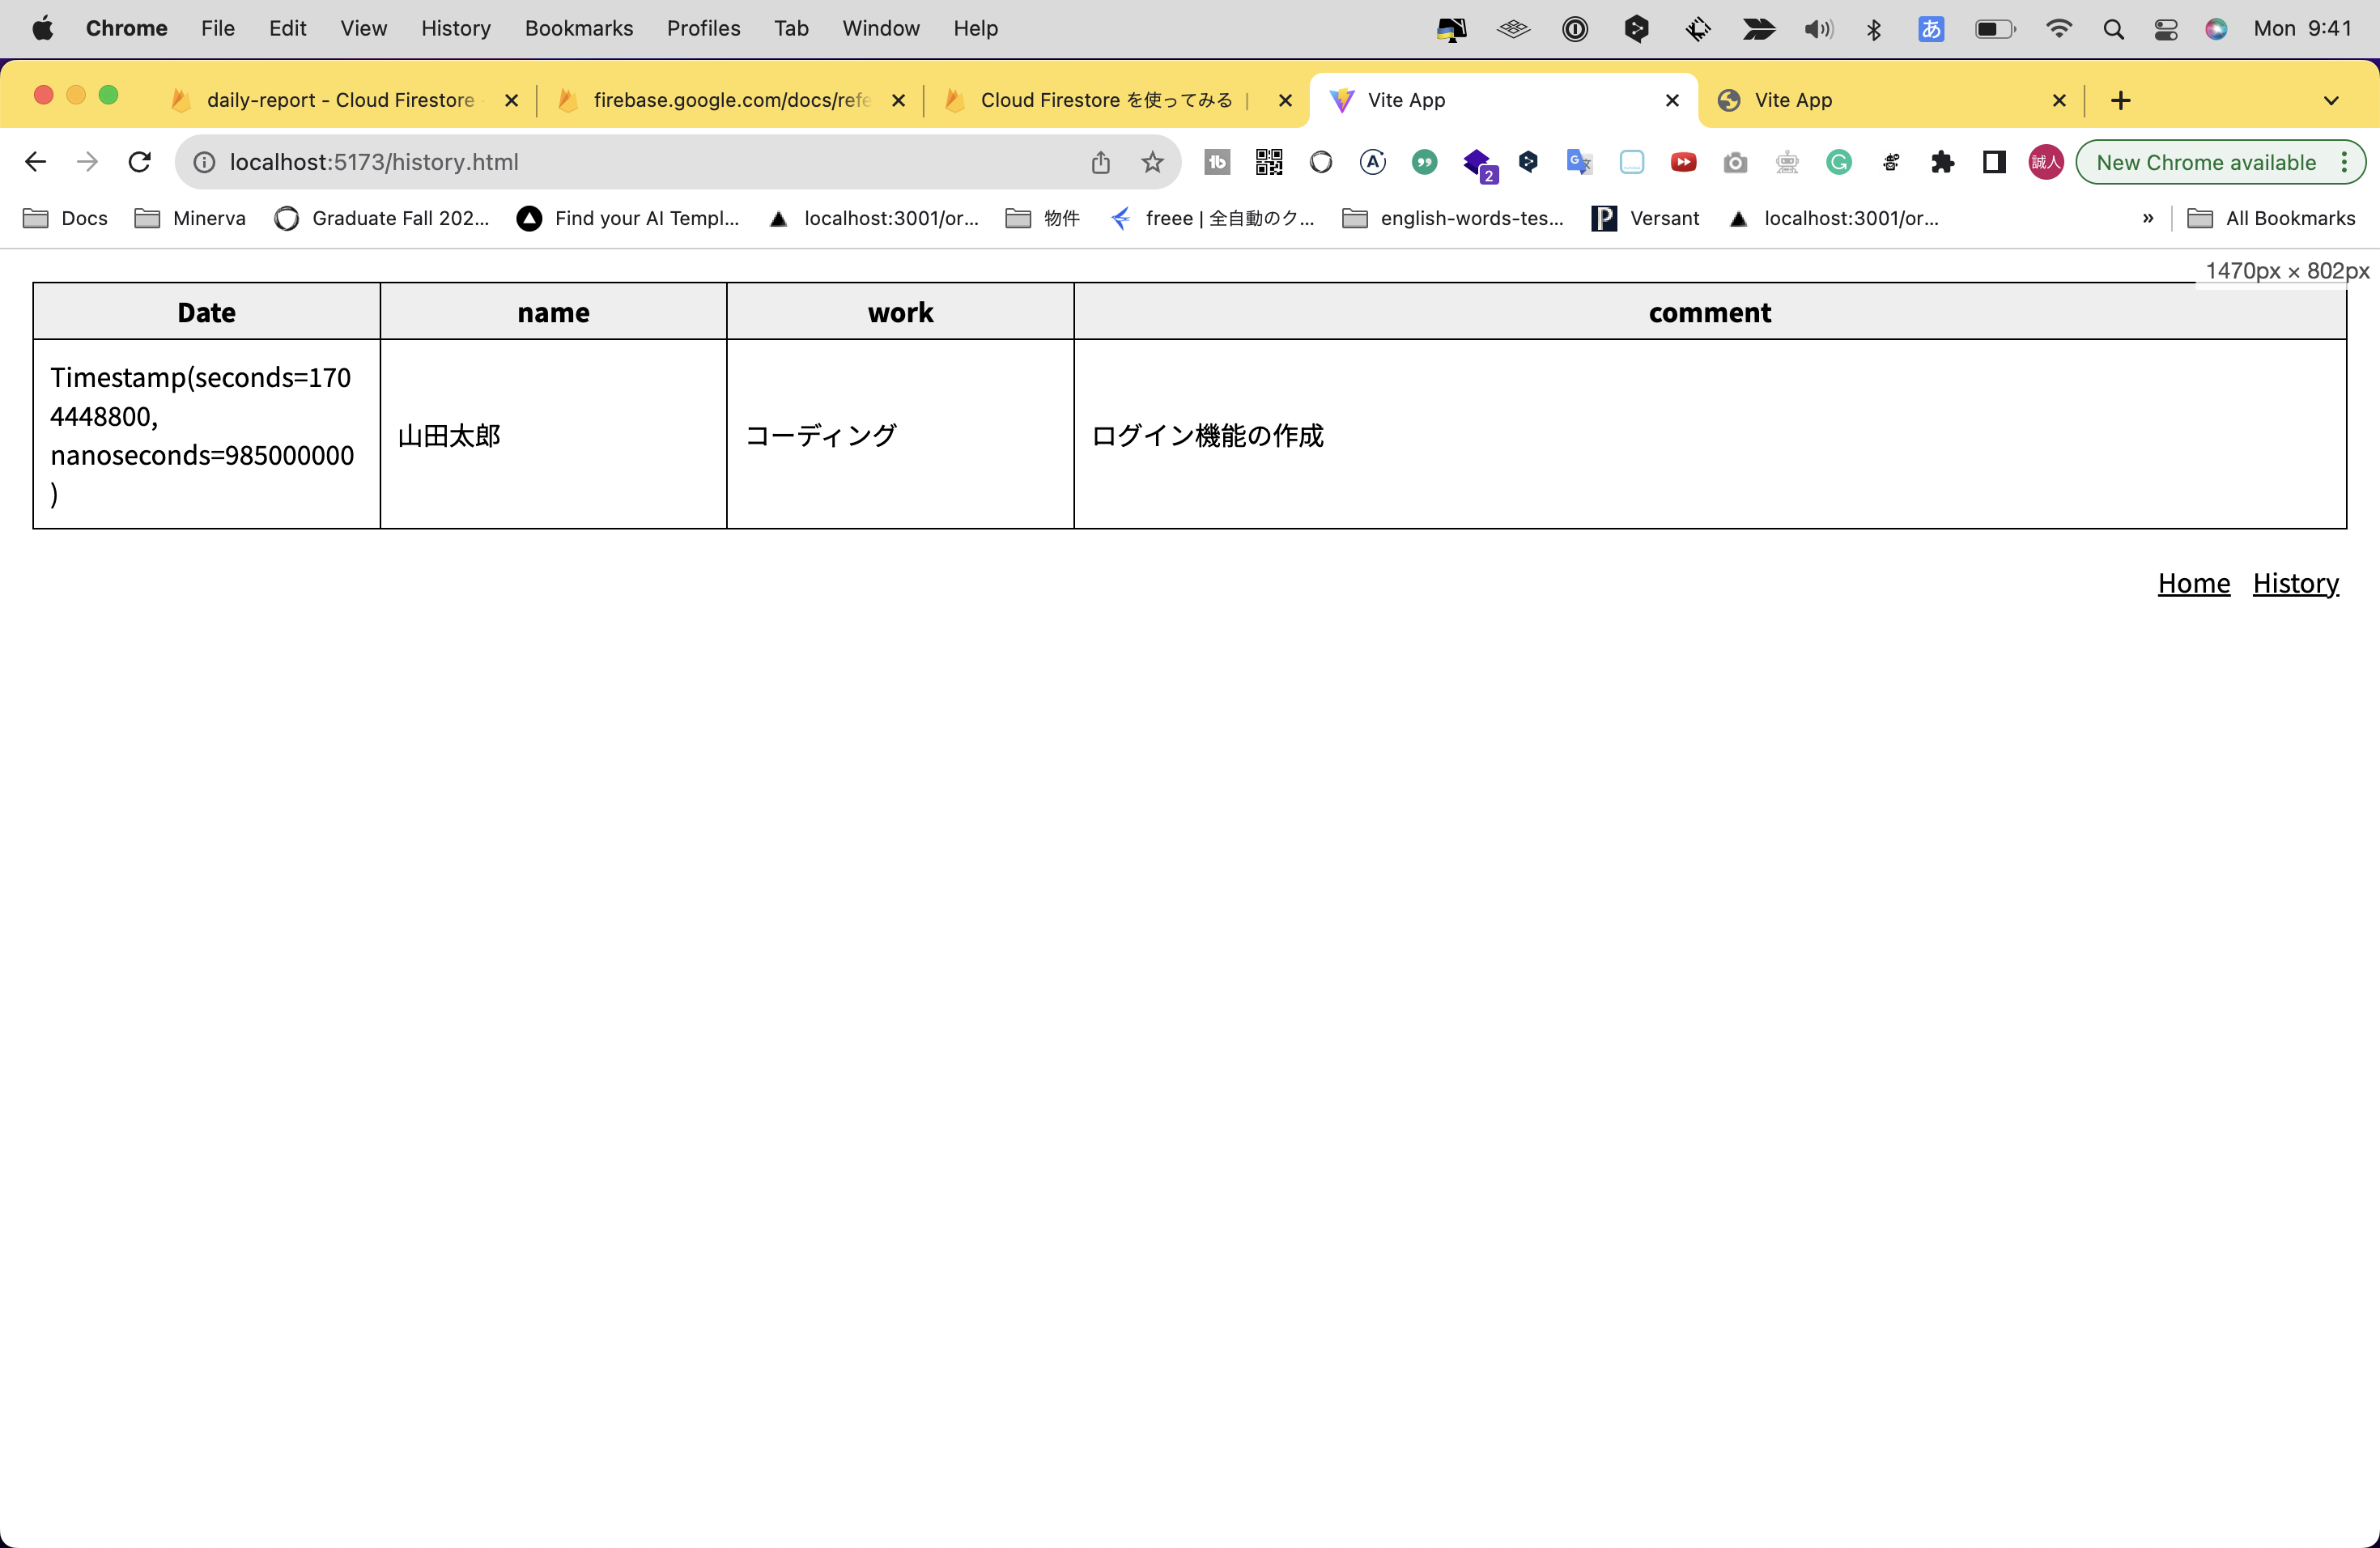 Chrome File Edit View History Bookmarks Profiles Tab Window Help あ Mon 9:41
daily-report - Cloud Firestore firebase.google.com/docs/refe Cloud Firestore を使ってみる | Vite App Vite App
localhost:5173/history.html 2 誠人 New Chrome available
Docs Minerva Graduate Fall 202... Find your AI Templ... localhost:3001/or... 物件 freee | 全自動のク... english-words-tes... Versant localhost:3001/or... » All Bookmarks
1470px × 802px
Date name work comment
Timestamp(seconds=170
4448800,
nanoseconds=985000000
)
山田太郎 コーディング ログイン機能の作成
Home History